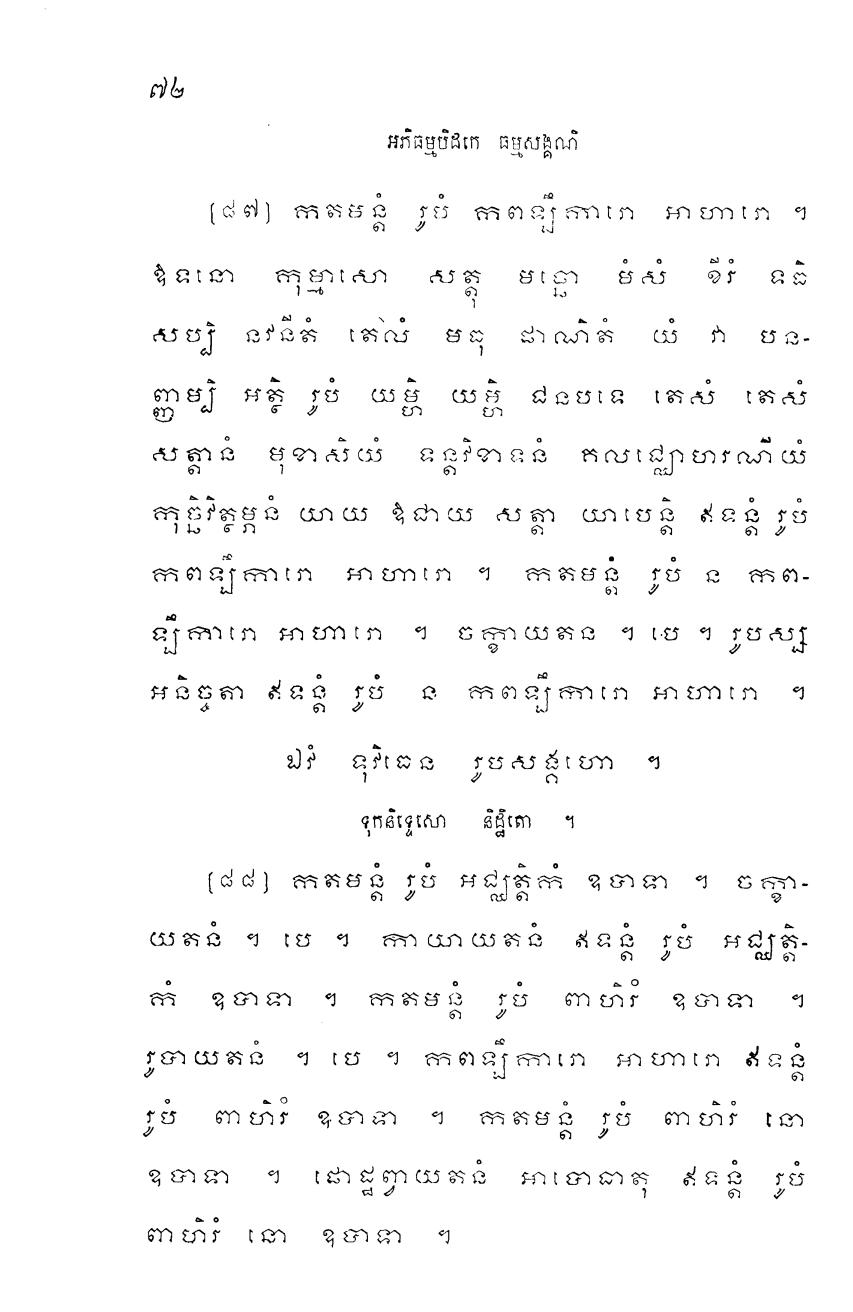 ៧២
អភិធម្មបិដកេ ធម្មសង្គណិ
(៨៧) កតមន្តំ រូបំ កពឡឹការោ អាហារោ ។
ឱទនោ កុម្មាសោ សត្តុ មច្ឆោ មំសំ ខីរំ ទធិ
សប្បិ នវនីតំ តេលំ មធុ ផាណិតំ យំ វា បន-
ញ្ញម្បិ អត្ថិ រូបំ យម្ហិ យម្ហិ ជនបទេ តេសំ តេសំ
សត្តានំ មុខាសិយំ ទន្តវិខាទនំ គលជ្ឈោហរណីយំ
កុច្ឆិវិត្ថម្ភនំ យាយ ឱជាយ សត្តា យាបេន្តិ ឥទន្តំ រូបំ
កពឡឹការោ អាហារោ ។ កតមន្តំ រូបំ ន កព-
ឡឹការោ អាហារោ ។ ចក្ខាយតន ។ បេ ។ រូបស្ស
អនិច្ចតា ឥទន្តំ រូបំ ន កពឡឹការោ អាហារោ ។
ឯវំ ទុវិធេន រូបសង្គហោ ។
ទុកនិទ្ទេសោ និដ្ឋិតោ ។
(៨៨) កតមន្តំ រូបំ អជ្ឈត្តិកំ ឧបាទា ។ ចក្ខា-
យតនំ ។ បេ ។ កាយាយតនំ ឥទន្តំ រូបំ អជ្ឈត្តិ-
កំ ឧបាទា ។ កតមន្តំ រូបំ ពាហិរំ ឧបាទា ។
រូបាយតនំ ។ បេ ។ កពឡឹការោ អាហារោ ឥទន្តំ
រូបំ ពាហិរំ ឧបាទា ។ កតមន្តំ រូបំ ពាហិរំ នោ
ឧបាទា ។ ផោដ្ឋព្វាយតនំ អាបោធាតុ ឥទន្តំ រូបំ
ពាហិរំ នោ ឧបាទា ។